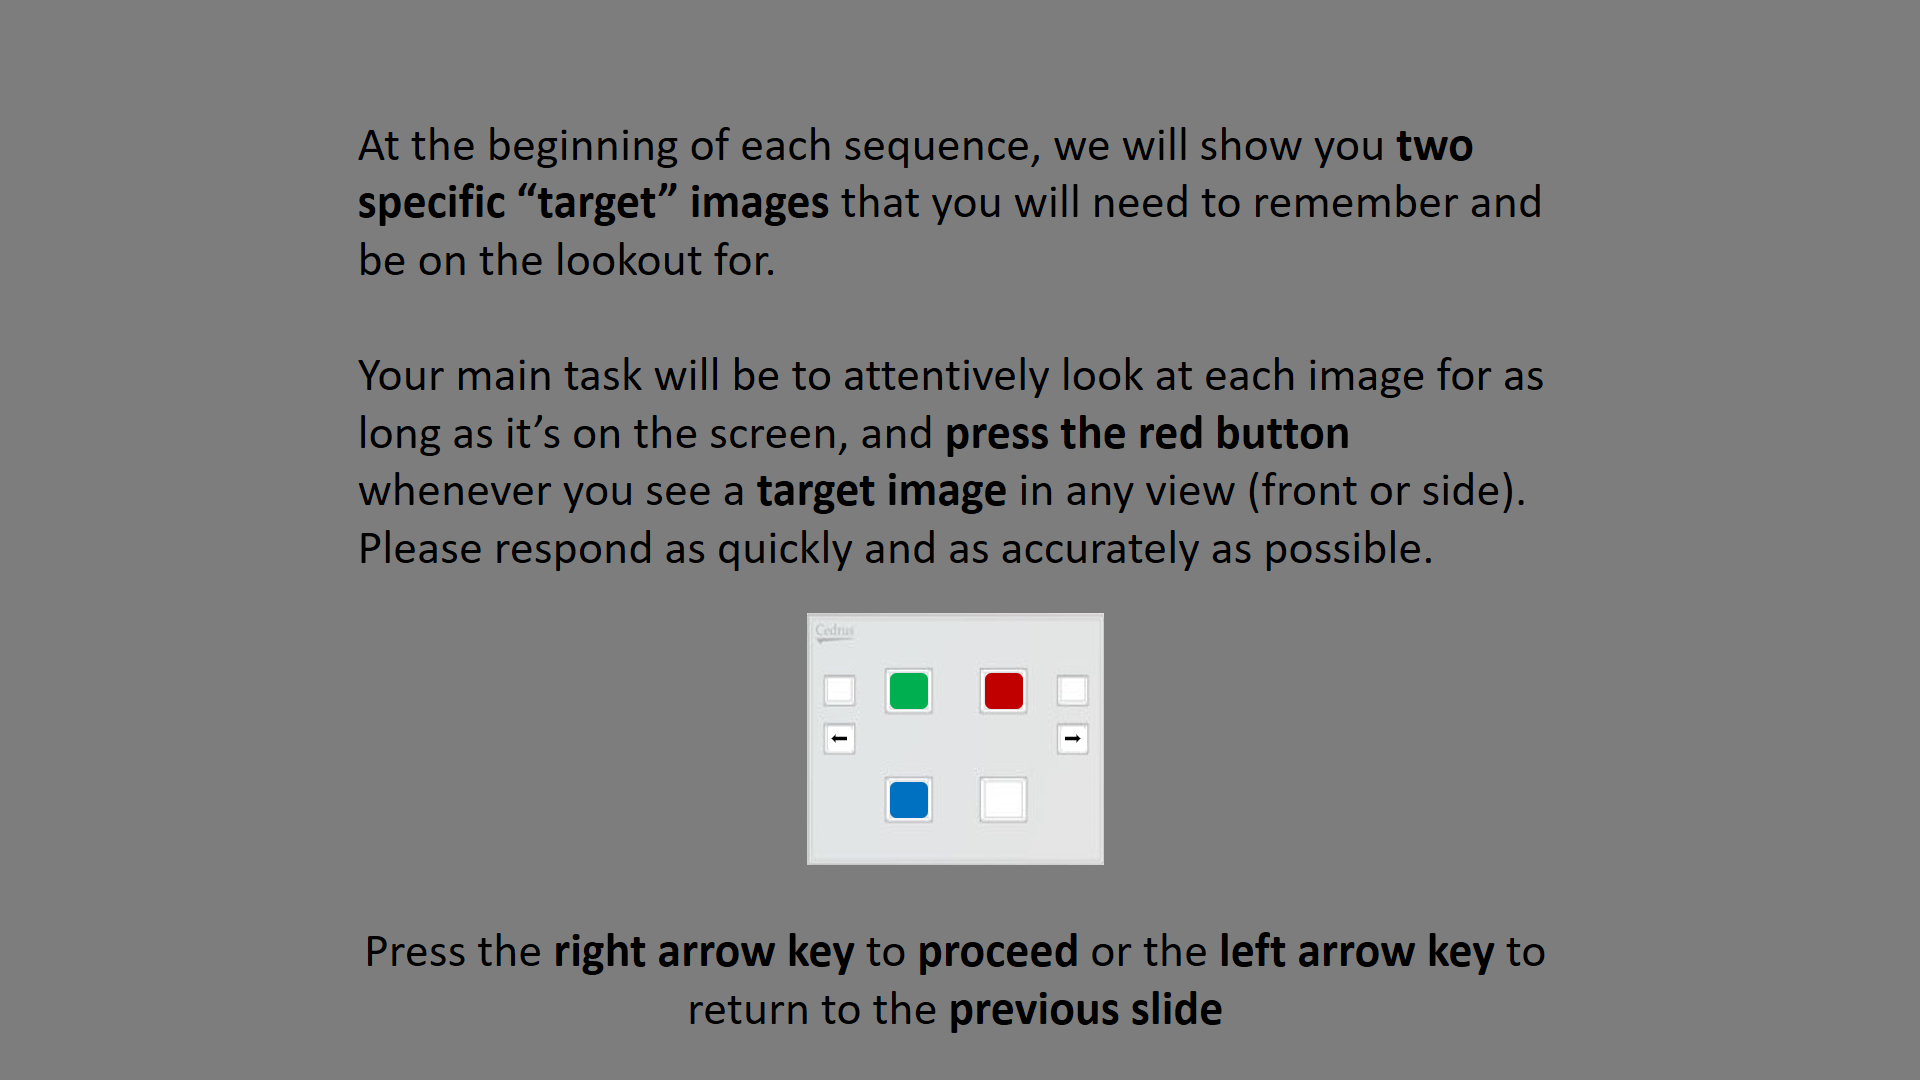 At the beginning of each sequence, we will show you two
specific “target” images that you will need to remember and
be on the lookout for.
Your main task will be to attentively look at each image for as
long as it’s on the screen, and press the red button
whenever you see a target image in any view (front or side).
Please respond as quickly and as accurately as possible.
Cedrus
Press the right arrow key to proceed or the left arrow key to
return to the previous slide